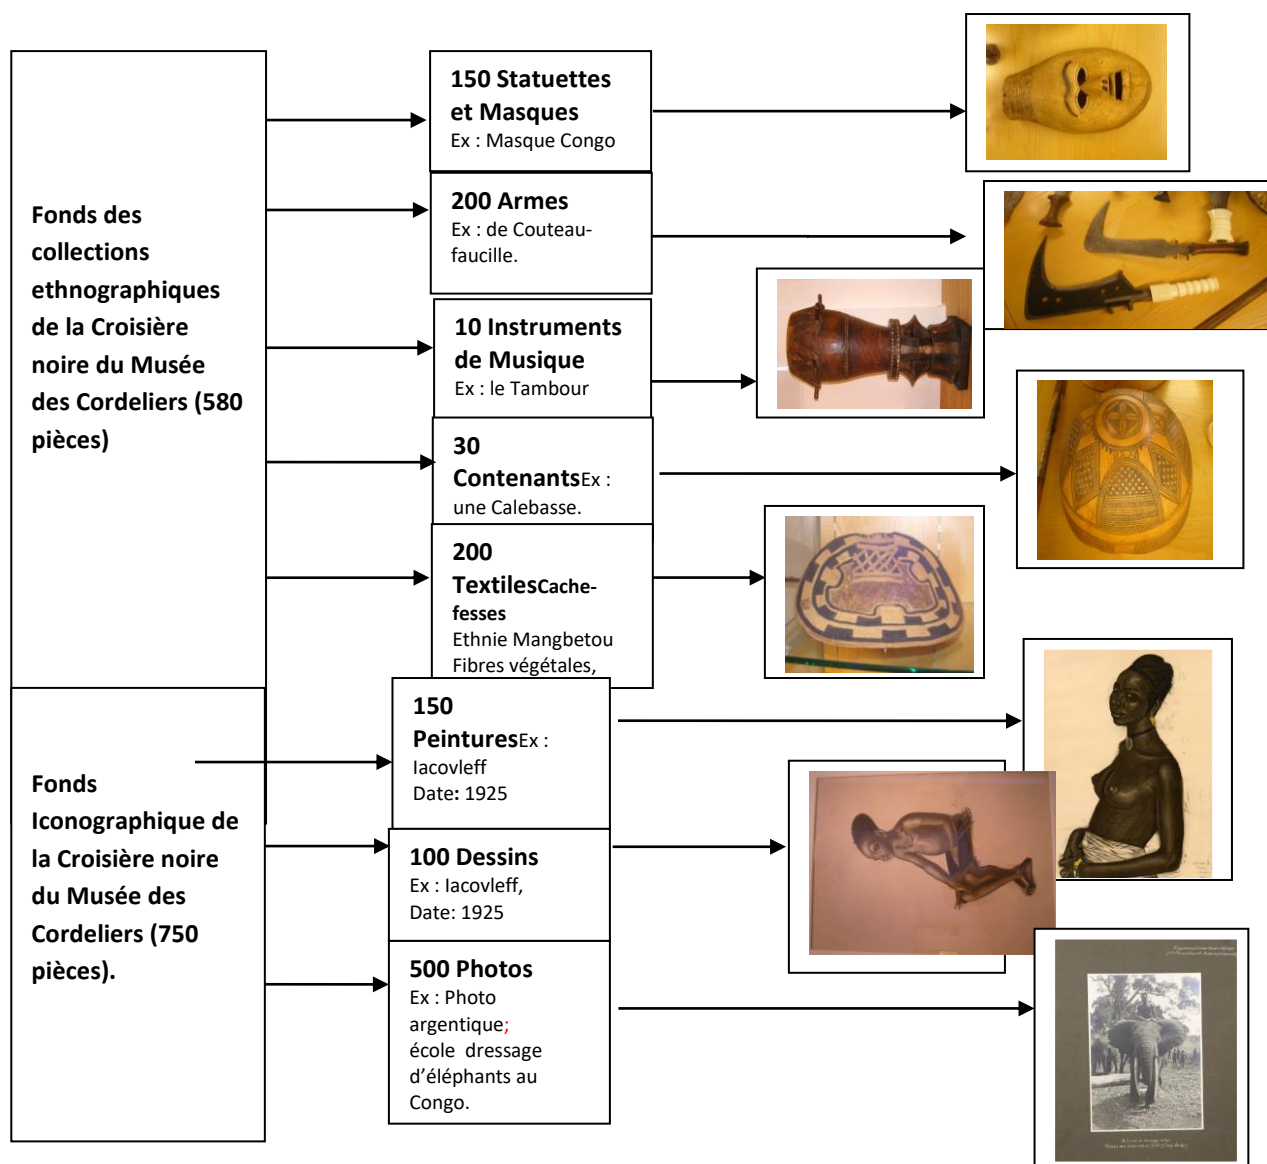 Fonds des
collections
ethnographiques
de la Croisière
noire du Musée
des Cordeliers (580
pièces)
150 Statuettes
et Masques
Ex : Masque Congo
200 Armes
Ex : de Couteau-
faucille.
10 Instruments
de Musique
Ex : le Tambour
30
ContenantsEx :
une Calebasse.
200
TextilesCache-
fesses
Ethnie Mangbetou
Fibres végétales,
Fonds
Iconographique de
la Croisière noire
du Musée des
Cordeliers (750
pièces).
150
PeinturesEx :
Iacovleff
Date: 1925
100 Dessins
Ex : Iacovleff,
Date: 1925
500 Photos
Ex : Photo
argentique;
école dressage
d’éléphants au
Congo.